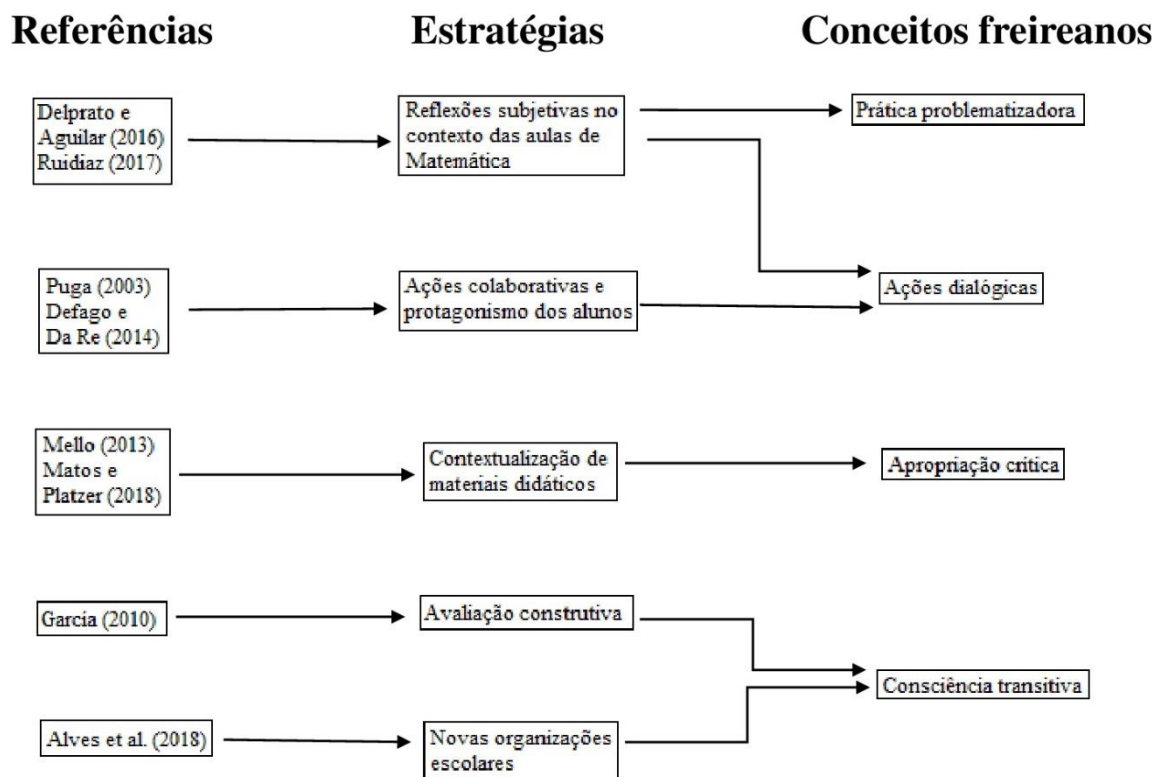 Referências
Estratégias
Conceitos freireanos
Delprato e
Aguilar (2016)
Ruidiaz (2017)
Reflexões subjetivas no
contexto das aulas de
Matemática
Prática problematizadora
Puga (2003)
Defago e
Da Re (2014)
Ações colaborativas e
protagonismo dos alunos
Ações dialógicas
Mello (2013)
Matos e
Platzer (2018)
Contextualização de
materiais didáticos
Apropriação crítica
García (2010)
Avaliação construtiva
Consciência transitiva
Alves et al. (2018)
Novas organizações
escolares